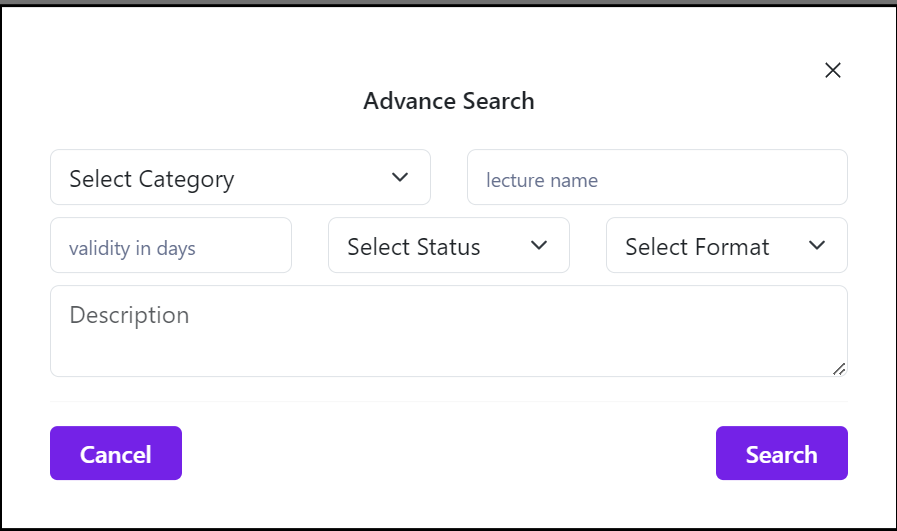 Advance Search
Select Category
lecture name
validity in days
Select Status
Select Format
Description
Cancel
Search